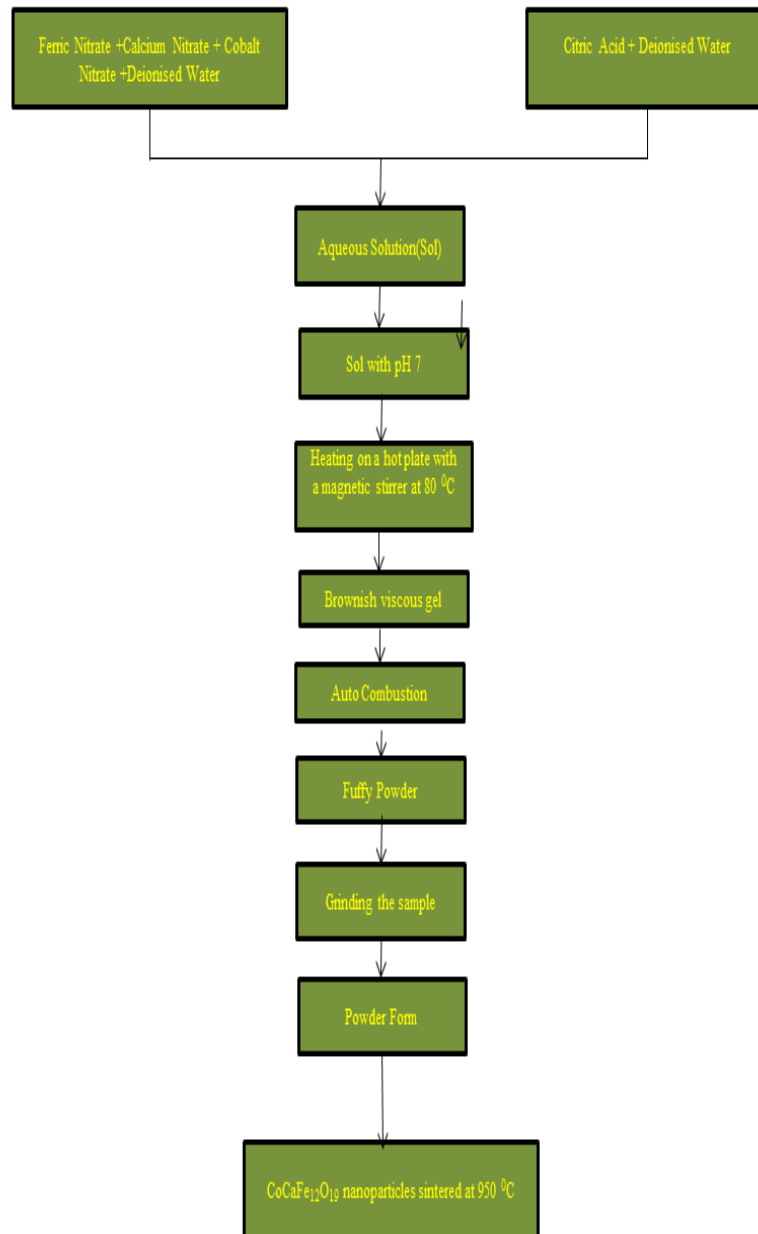 Ferric Nitrate +Calcium Nitrate + Cobalt
Nitrate +Deionised Water
Citric Acid + Deionised Water
Aqueous Solution(Sol)
Sol with pH 7
Heating on a hot plate with
a magnetic stirrer at 80 ⁰C
Brownish viscous gel
Auto Combustion
Fuffy Powder
Grinding the sample
Powder Form
CoCaFe₁₂O₁₉ nanoparticles sintered at 950 ⁰C